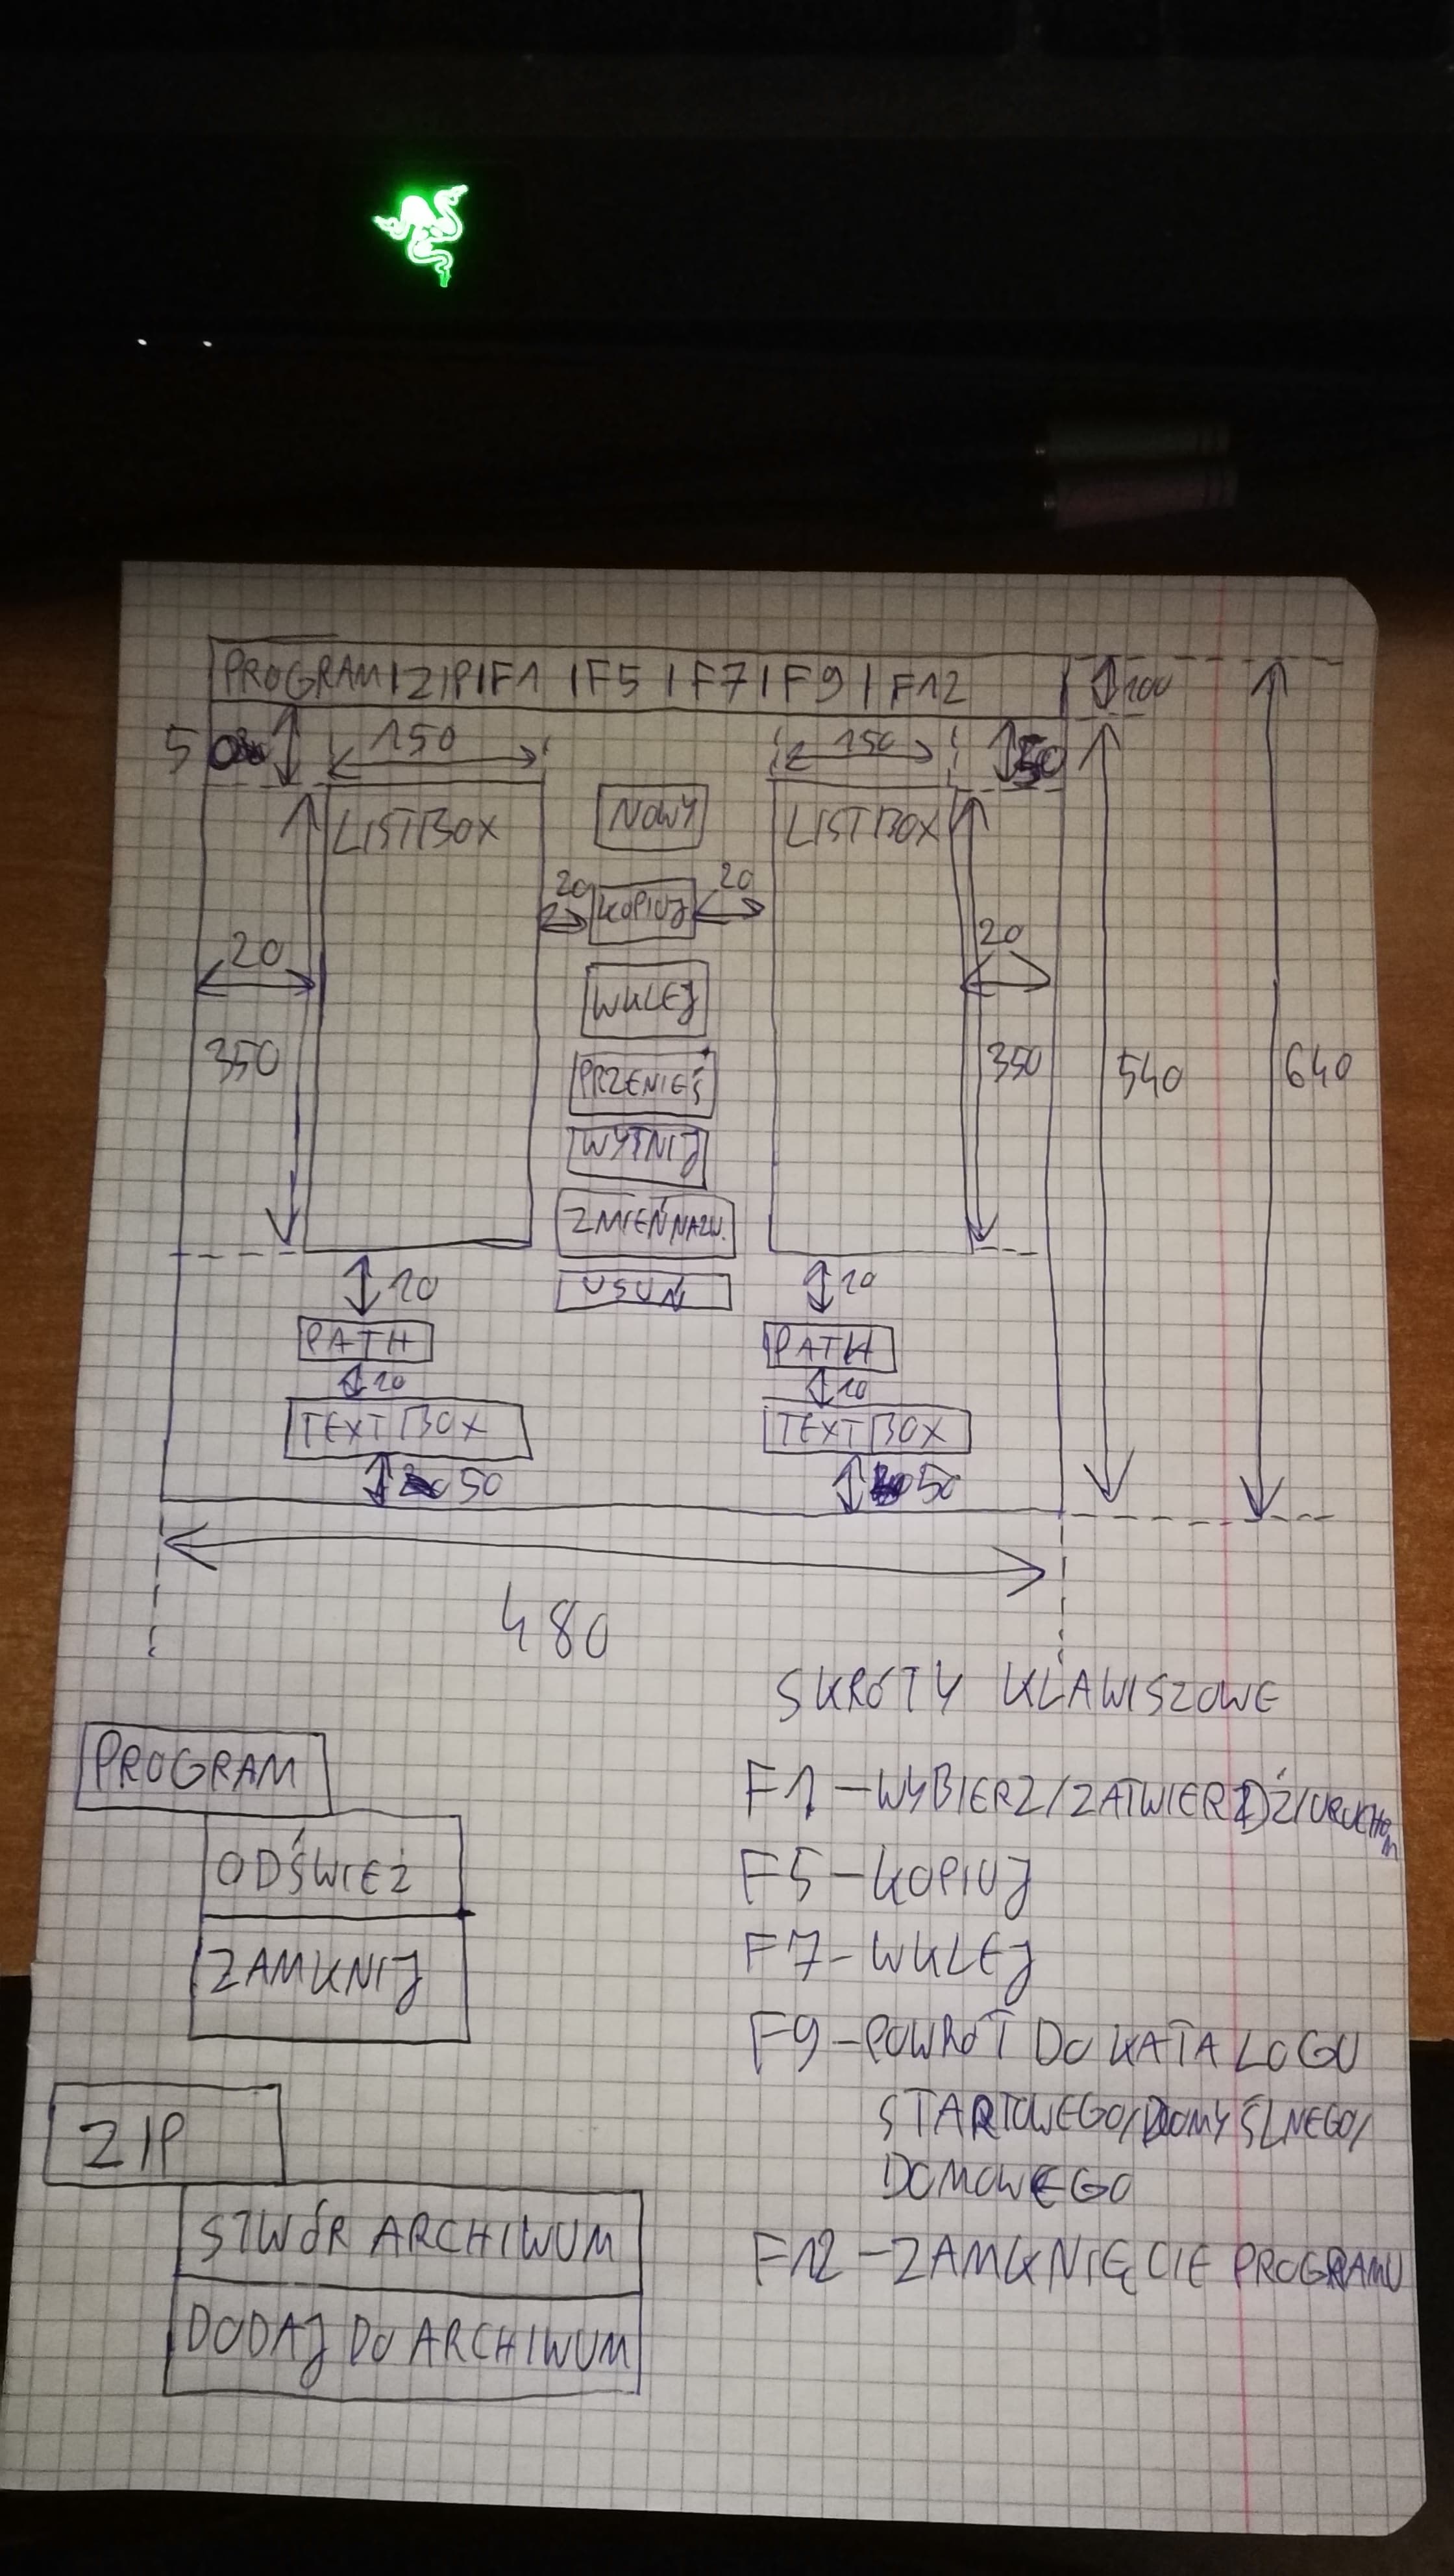 PROGRAM|ZIP|F1 |F5 |F7|F9| F12
100
50
150
150
50
LISTBOX
NOWY
LISTBOX
20
KOPIUJ
20
20
20
WKLEJ
350
PRZENIEŚ
350
540
640
WYTNIJ
ZMIEŃ NAZW.
USUŃ
10
10
PATH
PATH
10
10
TEXTBOX
TEXTBOX
50
50
480
SKRÓTY KLAWISZOWE
PROGRAM
ODŚWIEŻ
ZAMKNIJ
F1 – WYBIERZ/ZATWIERDŹ/URUCHOM
F5 – KOPIUJ
F7 – WKLEJ
F9 – POWRÓT DO KATALOGU
STARTOWEGO/DOMYŚLNEGO/
DOMOWEGO
F12 – ZAMKNIĘCIE PROGRAMU
ZIP
STWÓR ARCHIWUM
DODAJ DO ARCHIWUM